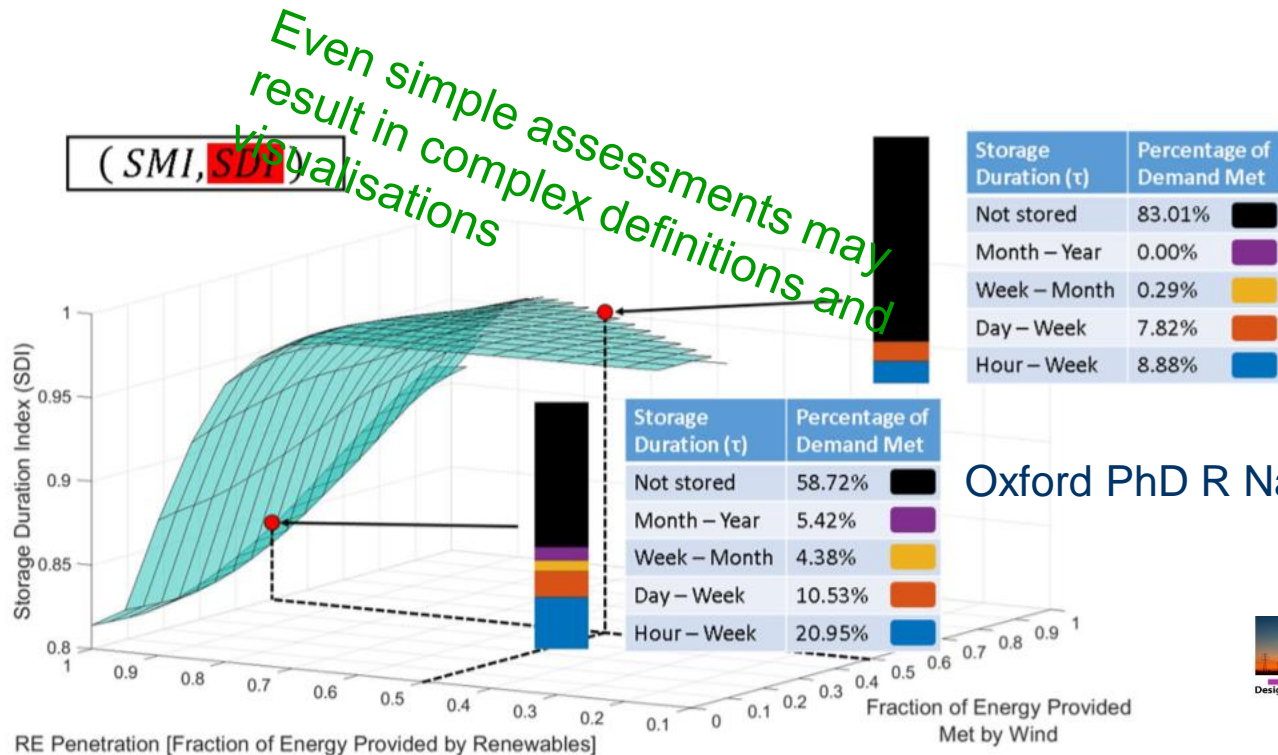 Even simple assessments may
result in complex definitions and
visualisations
( SMI, SDI )
Storage Duration (τ) Percentage of Demand Met
Not stored 83.01%
Month – Year 0.00%
Week – Month 0.29%
Day – Week 7.82%
Hour – Week 8.88%
Storage Duration (τ) Percentage of Demand Met
Not stored 58.72%
Month – Year 5.42%
Week – Month 4.38%
Day – Week 10.53%
Hour – Week 20.95%
Oxford PhD R Na
Storage Duration Index (SDI)
1
0.95
0.9
0.85
0.8
1 0.9 0.8 0.7 0.6 0.5 0.4 0.3 0.2 0.1
RE Penetration [Fraction of Energy Provided by Renewables]
0 0.1 0.2 0.3 0.4 0.5 0.6 0.7 0.8 0.9 1
Fraction of Energy Provided
Met by Wind
Desig